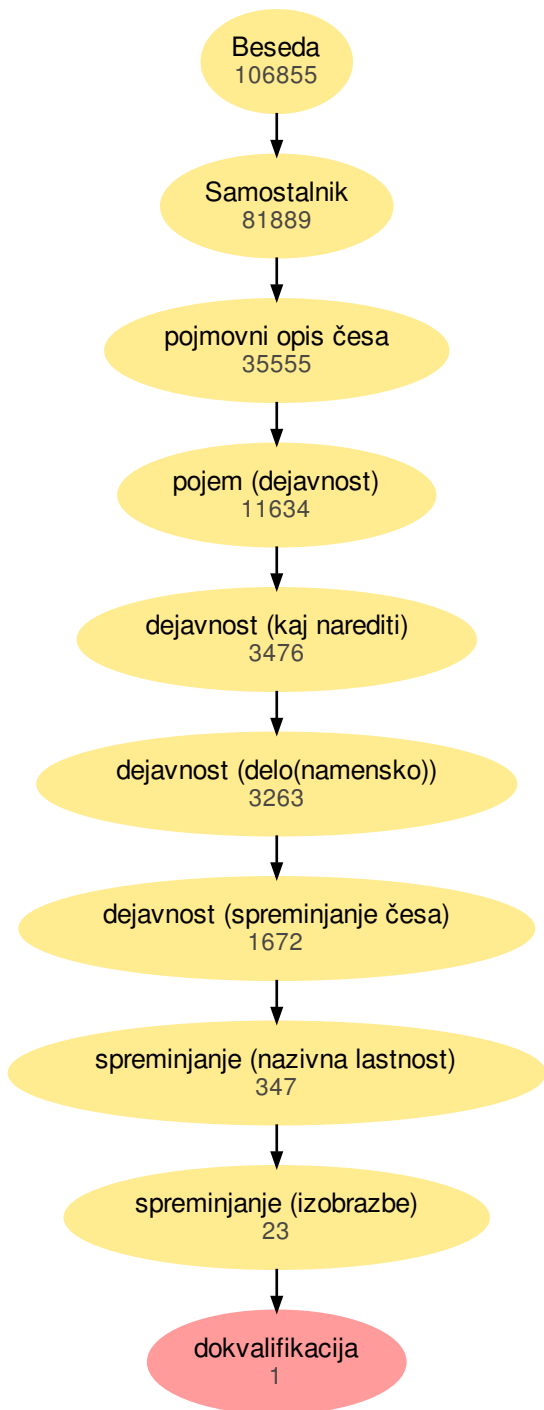 Beseda
106855
Samostalnik
81889
pojmovni opis česa
35555
pojem (dejavnost)
11634
dejavnost (kaj narediti)
3476
dejavnost (delo(namensko))
3263
dejavnost (spreminjanje česa)
1672
spreminjanje (nazivna lastnost)
347
spreminjanje (izobrazbe)
23
dokvalifikacija
1